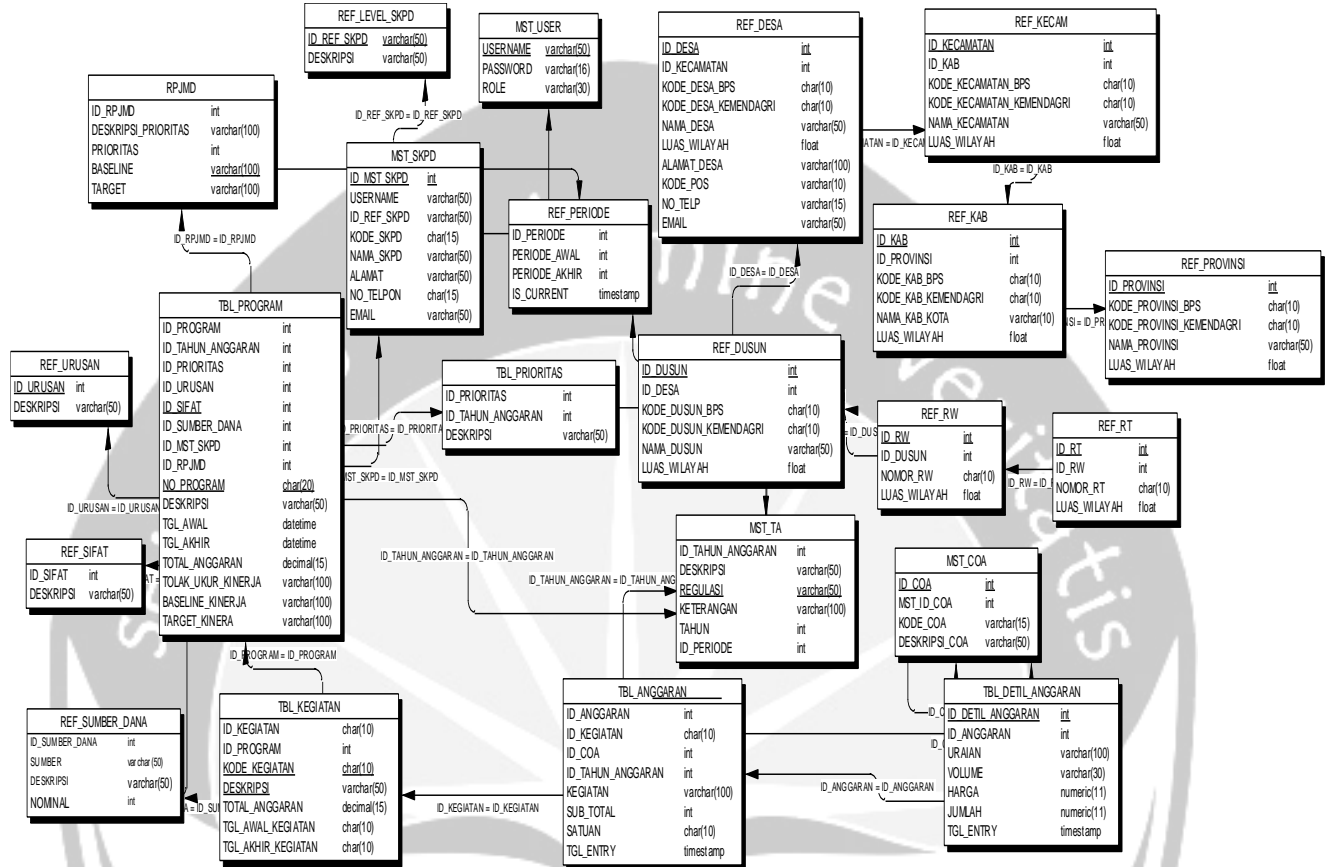 REF_LEVEL_SKPD
ID_REF_SKPD varchar(50)
DESKRIPSI varchar(50)
MST_USER
USERNAME varchar(50)
PASSWORD varchar(16)
ROLE varchar(30)
REF_DESA
ID_DESA int
ID_KECAMATAN int
KODE_DESA_BPS char(10)
KODE_DESA_KEMENDAGRI char(10)
NAMA_DESA varchar(50)
LUAS_WILAYAH float
ALAMAT_DESA varchar(100)
KODE_POS varchar(10)
NO_TELP varchar(15)
EMAIL varchar(50)
REF_KECAM
ID_KECAMATAN int
ID_KAB int
KODE_KECAMATAN_BPS char(10)
KODE_KECAMATAN_KEMENDAGRI char(10)
NAMA_KECAMATAN varchar(50)
LUAS_WILAYAH float
RPJMD
ID_RPJMD int
DESKRIPSI_PRIORITAS varchar(100)
PRIORITAS int
BASELINE varchar(100)
TARGET varchar(100)
ID_REF_SKPD = ID_REF_SKPD
MST_SKPD
ID_MST_SKPD int
USERNAME varchar(50)
ID_REF_SKPD varchar(50)
KODE_SKPD char(15)
NAMA_SKPD varchar(50)
ALAMAT varchar(50)
NO_TELPON char(15)
EMAIL varchar(50)
REF_PERIODE
ID_PERIODE int
PERIODE_AWAL int
PERIODE_AKHIR int
IS_CURRENT timestamp
ATAN = ID_KECA
ID_KAB = ID_KAB
REF_KAB
ID_KAB int
ID_PROVINSI int
KODE_KAB_BPS char(10)
KODE_KAB_KEMENDAGRI char(10)
NAMA_KAB_KOTA varchar(10)
LUAS_WILAYAH float
REF_PROVINSI
ID_PROVINSI int
KODE_PROVINSI_BPS char(10)
KODE_PROVINSI_KEMENDAGRI char(10)
NAMA_PROVINSI varchar(50)
LUAS_WILAYAH float
NSI = ID_PR
ID_RPJMD = ID_RPJMD
ID_DESA = ID_DESA
TBL_PROGRAM
ID_PROGRAM int
ID_TAHUN_ANGGARAN int
ID_PRIORITAS int
ID_URUSAN int
ID_SIFAT int
ID_SUMBER_DANA int
ID_MST_SKPD int
ID_RPJMD int
NO_PROGRAM char(20)
DESKRIPSI varchar(50)
TGL_AWAL datetime
TGL_AKHIR datetime
TOTAL_ANGGARAN decimal(15)
TOLAK_UKUR_KINERJA varchar(100)
BASELINE_KINERJA varchar(100)
TARGET_KINERA varchar(100)
REF_URUSAN
ID_URUSAN int
DESKRIPSI varchar(50)
TBL_PRIORITAS
ID_PRIORITAS int
ID_TAHUN_ANGGARAN int
DESKRIPSI varchar(50)
REF_DUSUN
ID_DUSUN int
ID_DESA int
KODE_DUSUN_BPS char(10)
KODE_DUSUN_KEMENDAGRI char(10)
NAMA_DUSUN varchar(50)
LUAS_WILAYAH float
REF_RW
ID_RW int
ID_DUSUN int
NOMOR_RW char(10)
LUAS_WILAYAH float
REF_RT
ID_RT int
ID_RW int
NOMOR_RT char(10)
LUAS_WILAYAH float
D_PRIORITAS = ID_PRIORITA
MST_SKPD = ID_MST_SKPD
= ID_DUS
ID_RW = ID_
ID_URUSAN = ID_URUSAN
REF_SIFAT
ID_SIFAT int
DESKRIPSI varchar(50)
AT =
ID_TAHUN_ANGGARAN = ID_TAHUN_ANGGARAN
ID_TAHUN_ANGGARAN = ID_TAHUN_ANG
MST_TA
ID_TAHUN_ANGGARAN int
DESKRIPSI varchar(50)
REGULASI varchar(50)
KETERANGAN varchar(100)
TAHUN int
ID_PERIODE int
MST_COA
ID_COA int
MST_ID_COA int
KODE_COA varchar(15)
DESKRIPSI_COA varchar(50)
ID_PROGRAM = ID_PROGRAM
REF_SUMBER_DANA
ID_SUMBER_DANA int
SUMBER varchar(50)
DESKRIPSI varchar(50)
NOMINAL int
A = ID_SUM
TBL_KEGIATAN
ID_KEGIATAN char(10)
ID_PROGRAM int
KODE_KEGIATAN char(10)
DESKRIPSI varchar(50)
TOTAL_ANGGARAN decimal(15)
TGL_AWAL_KEGIATAN char(10)
TGL_AKHIR_KEGIATAN char(10)
ID_KEGIATAN = ID_KEGIATAN
TBL_ANGGARAN
ID_ANGGARAN int
ID_KEGIATAN char(10)
ID_COA int
ID_TAHUN_ANGGARAN int
KEGIATAN varchar(100)
SUB_TOTAL int
SATUAN char(10)
TGL_ENTRY timestamp
ID_ANGGARAN = ID_ANGGARAN
TBL_DETIL_ANGGARAN
ID_DETIL_ANGGARAN int
ID_ANGGARAN int
URAIAN varchar(100)
VOLUME varchar(30)
HARGA numeric(11)
JUMLAH numeric(11)
TGL_ENTRY timestamp